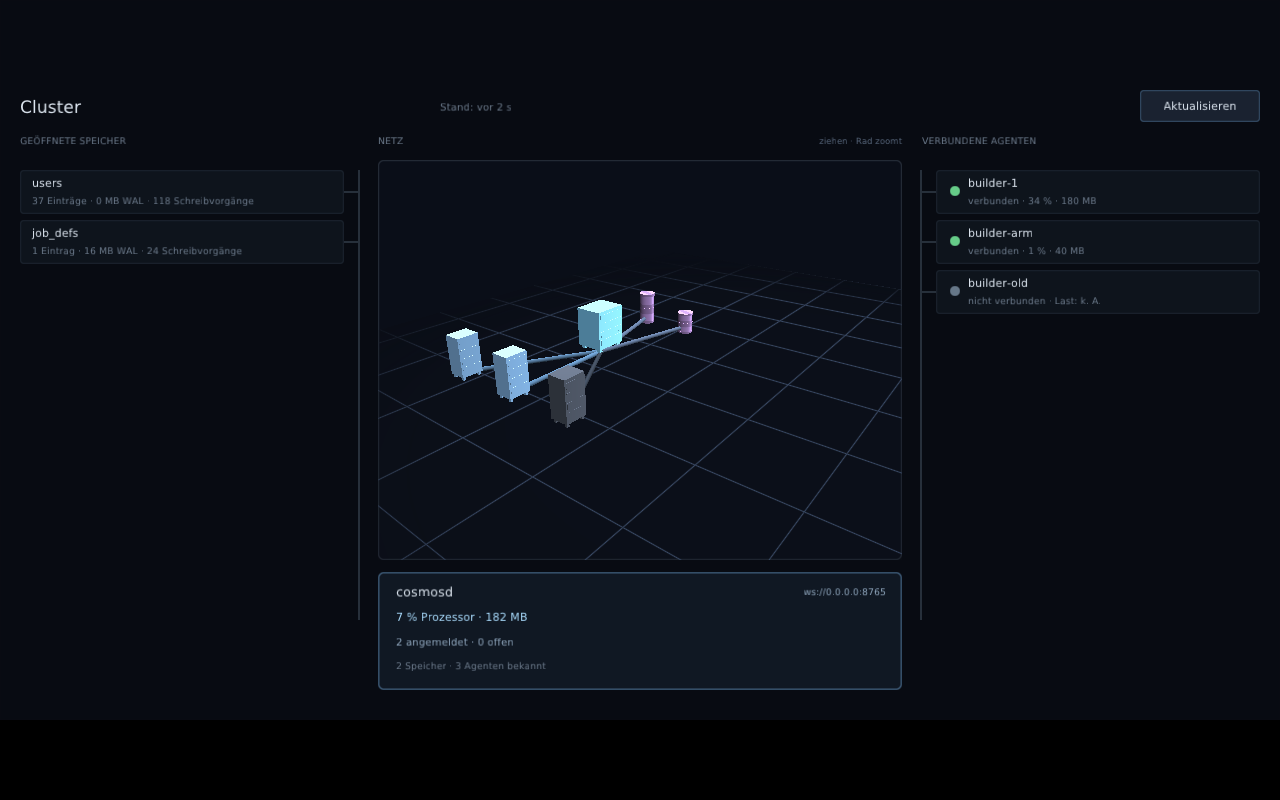 Cluster
Stand: vor 2 s
Aktualisieren
GEÖFFNETE SPEICHER
users
37 Einträge · 0 MB WAL · 118 Schreibvorgänge
job_defs
1 Eintrag · 16 MB WAL · 24 Schreibvorgänge
NETZ
ziehen · Rad zoomt
cosmosd
ws://0.0.0.0:8765
7 % Prozessor · 182 MB
2 angemeldet · 0 offen
2 Speicher · 3 Agenten bekannt
VERBUNDENE AGENTEN
builder-1
verbunden · 34 % · 180 MB
builder-arm
verbunden · 1 % · 40 MB
builder-old
nicht verbunden · Last: k. A.